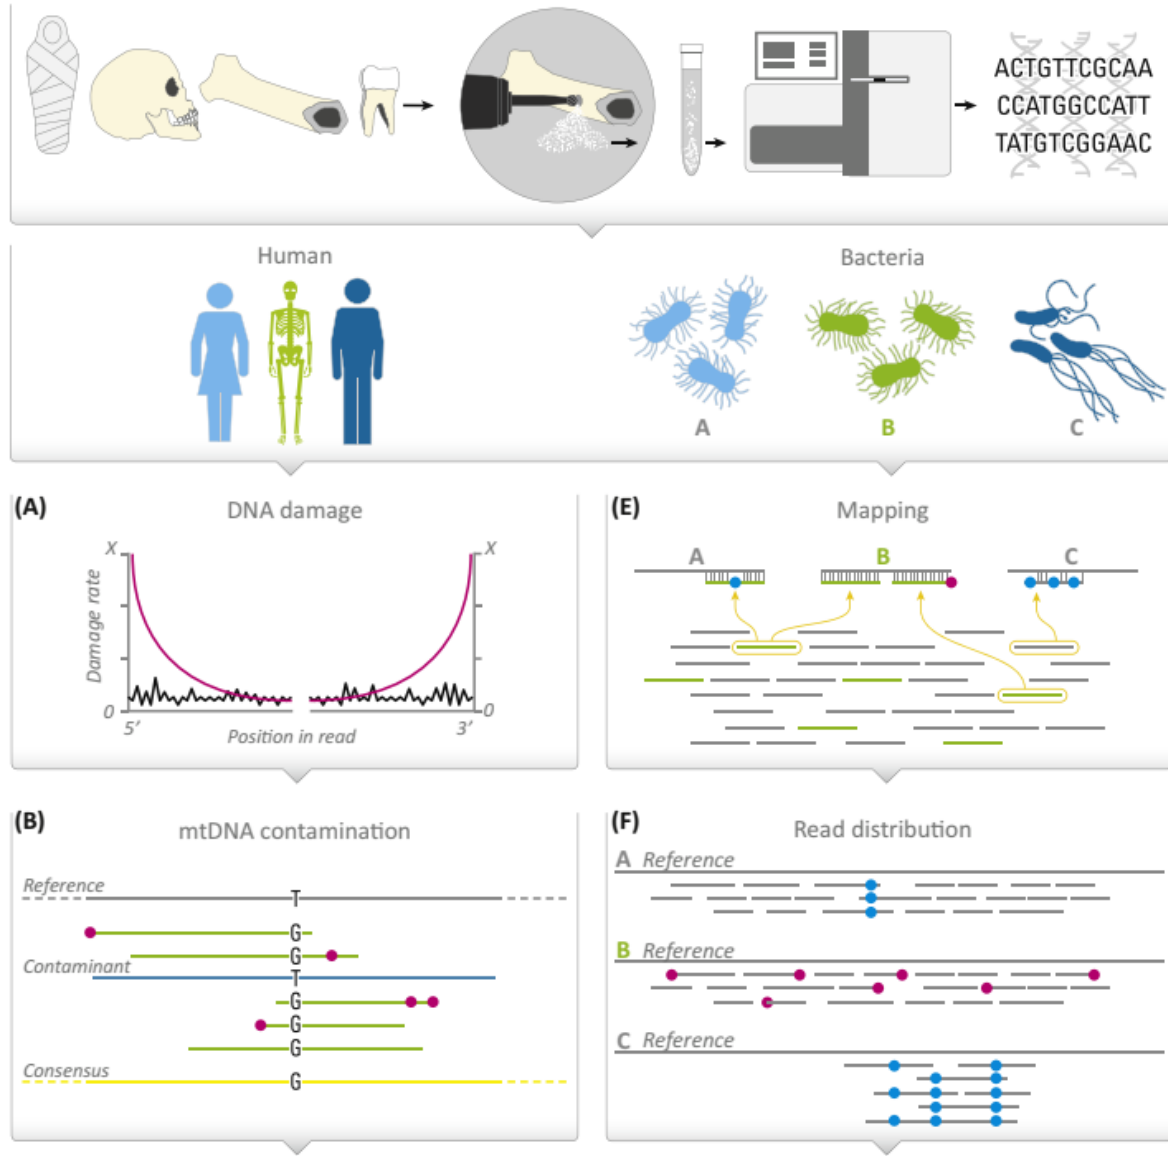 ACTGTTCGCAA
CCATGGCCATT
TATGTCGGAAC
Human
Bacteria
A
B
C
(A)
DNA damage
X
X
Damage rate
0
0
5′
3′
Position in read
(E)
Mapping
A
B
C
(B)
mtDNA contamination
Reference
T
G
G
Contaminant
T
G
G
G
Consensus
G
(F)
Read distribution
A Reference
B Reference
C Reference